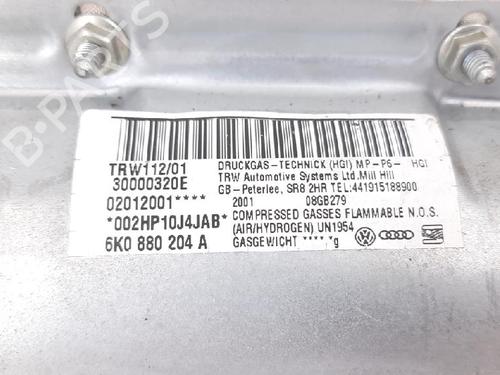 B-PARTS
TRW112/01
30000320E
02012001****
*002HP10J4JAB*
6K0 880 204 A
DRUCKGAS-TECHNICK (HGI) MP-P6- HGI
TRW Automotive Systems Ltd.Mill Hill
GB-Peterlee, SR8 2HR TEL:441915188900
2001 08GB279
COMPRESSED GASSES FLAMMABLE N.O.S.
(AIR/HYDROGEN) UN1954
GASGEWICHT *****g